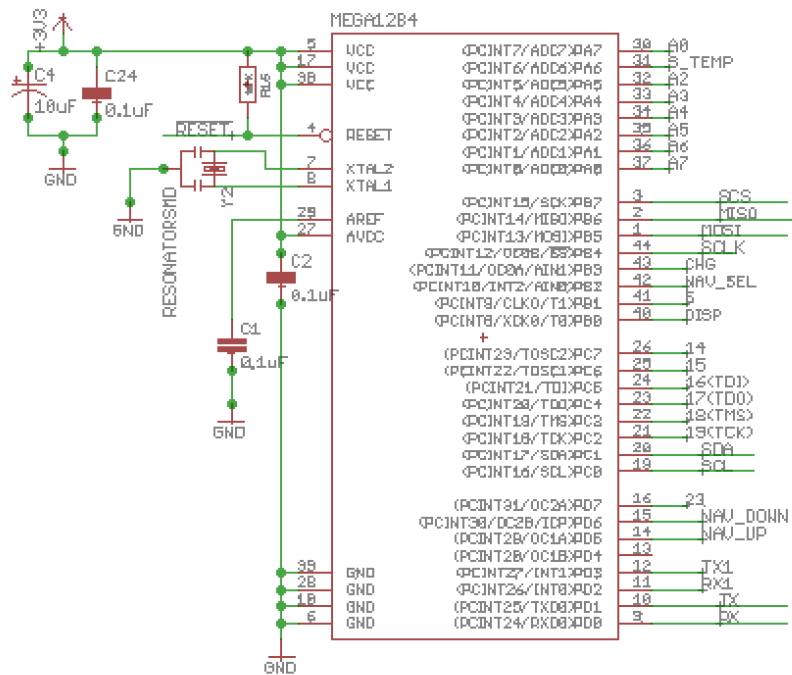 MEGA1284
+3V3
C4
10uF
C24
0.1uF
GND
R16
RESET
RESONATORSMD
Y2
GND
C2
0.1uF
C1
0.1uF
GND
GND
5 VCC
17 VCC
38 VCC
4 RESET
7 XTAL2
8 XTAL1
29 AREF
27 AVCC
39 GND
28 GND
18 GND
6 GND
(PCINT7/ADC7)PA7 30 A0
(PCINT6/ADC6)PA6 31 S_TEMP
(PCINT5/ADC5)PA5 32 A2
(PCINT4/ADC4)PA4 33 A3
(PCINT3/ADC3)PA3 34 A4
(PCINT2/ADC2)PA2 35 A5
(PCINT1/ADC1)PA1 36 A6
(PCINT0/ADC0)PA0 37 A7
(PCINT15/SCK)PB7 3 SCS
(PCINT14/MISO)PB6 2 MISO
(PCINT13/MOSI)PB5 1 MOSI
(PCINT12/OC0B/SS)PB4 44 SCLK
(PCINT11/OC0A/AIN1)PB3 43 CHG
(PCINT10/INT2/AIN0)PB2 42 NAV_SEL
(PCINT9/CLKO/T1)PB1 41 5
(PCINT8/XCK0/T0)PB0 40 DISP
(PCINT23/TOSC2)PC7 26 14
(PCINT22/TOSC1)PC6 25 15
(PCINT21/TDI)PC5 24 16(TDI)
(PCINT20/TDO)PC4 23 17(TDO)
(PCINT19/TMS)PC3 22 18(TMS)
(PCINT18/TCK)PC2 21 19(TCK)
(PCINT17/SDA)PC1 20 SDA
(PCINT16/SCL)PC0 19 SCL
(PCINT31/OC2A)PD7 16 23
(PCINT30/OC2B/ICP)PD6 15 NAV_DOWN
(PCINT29/OC1A)PD5 14 NAV_UP
(PCINT28/OC1B)PD4 13
(PCINT27/INT1)PD3 12 TX1
(PCINT26/INT0)PD2 11 RX1
(PCINT25/TXD0)PD1 10 TX
(PCINT24/RXD0)PD0 9 RX